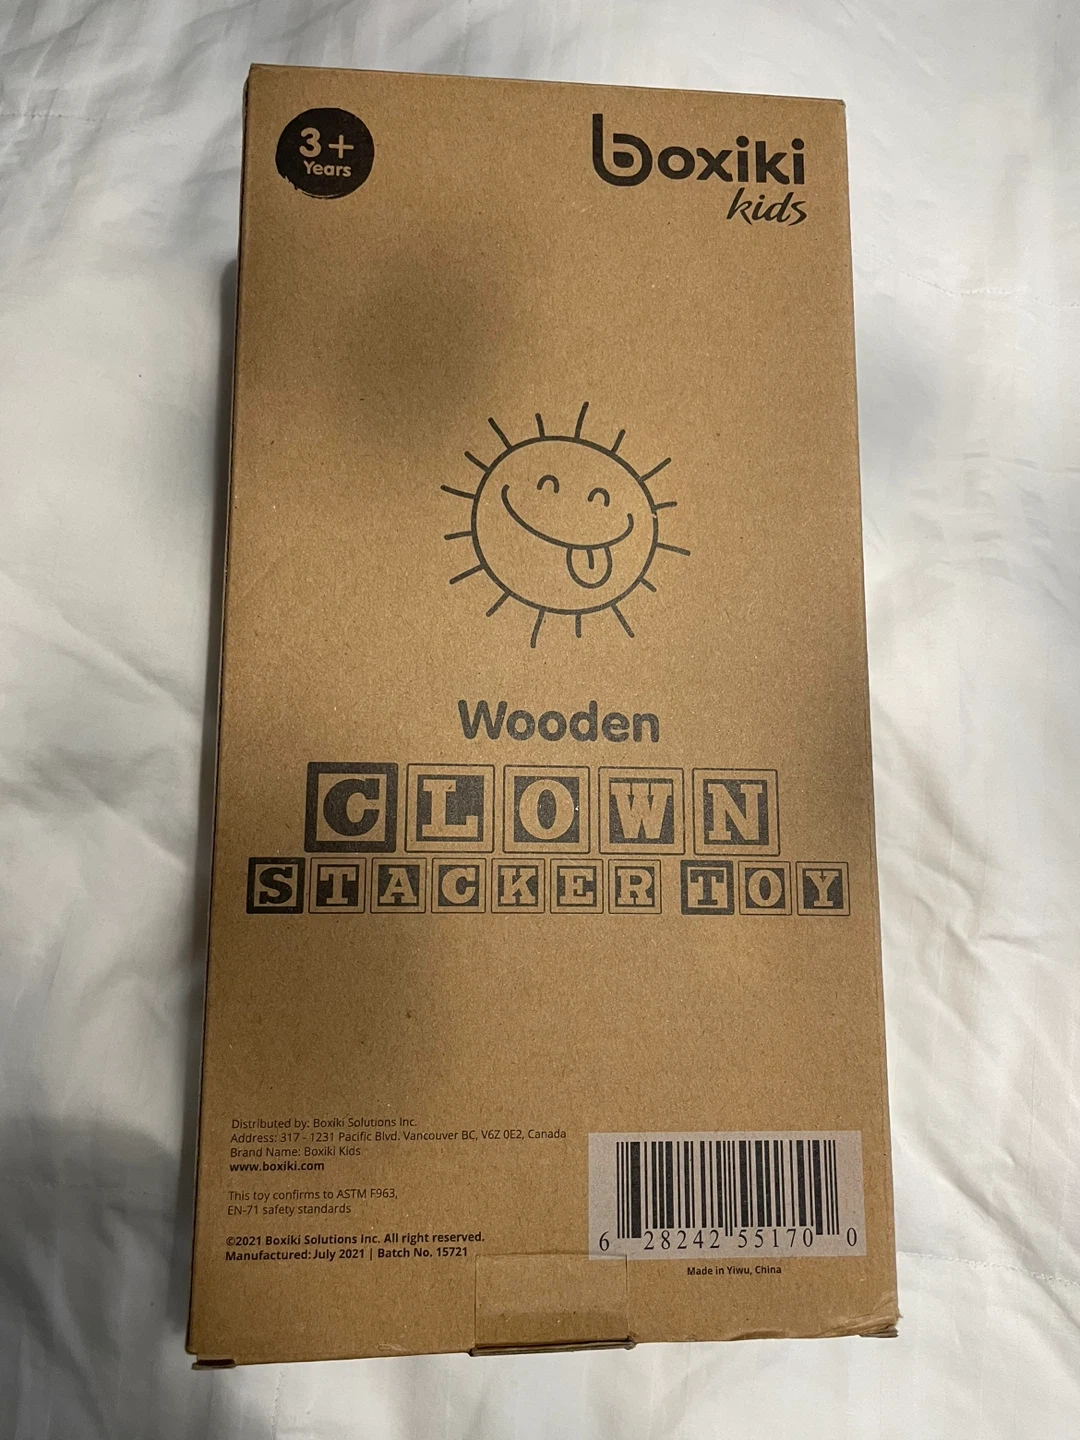 3+
Years
boxiki
kids
Wooden
CLOWN
STACKER TOY
Distributed by: Boxiki Solutions Inc.
Address: 317 - 1231 Pacific Blvd. Vancouver BC, V6Z 0E2, Canada
Brand Name: Boxiki Kids
www.boxiki.com
This toy confirms to ASTM F963,
EN-71 safety standards
©2021 Boxiki Solutions Inc. All right reserved.
Manufactured: July 2021 | Batch No. 15721
6 28242 55170 0
Made in Yiwu, China